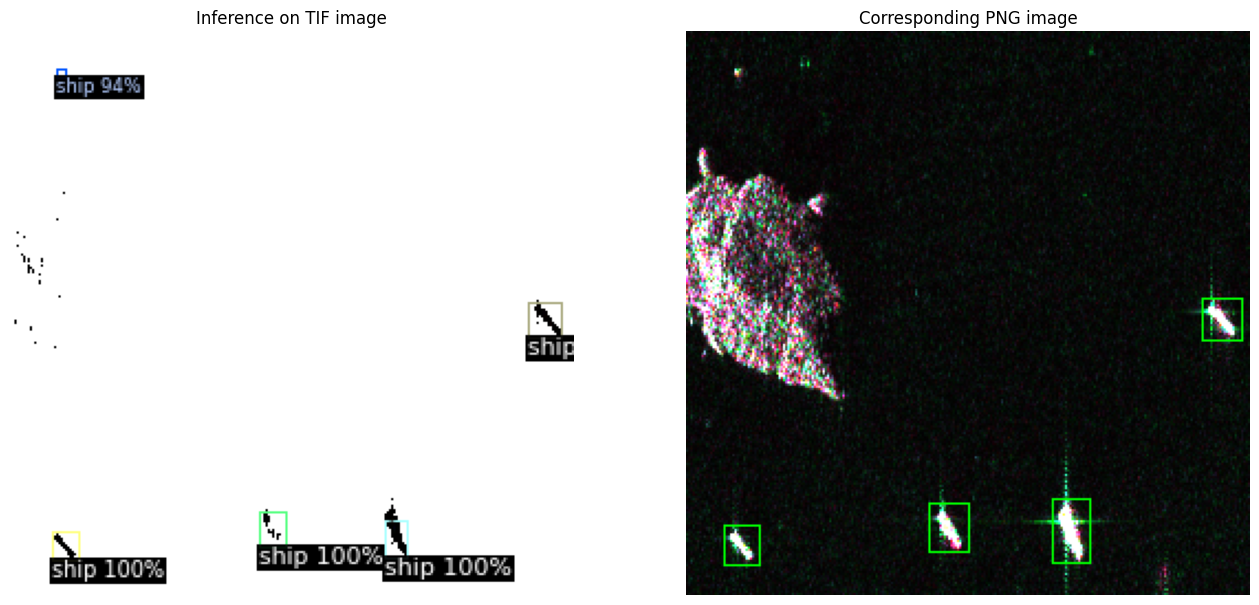 Inference on TIF image
Corresponding PNG image
ship 94%
ship
ship 100%
ship 100%
ship 100%